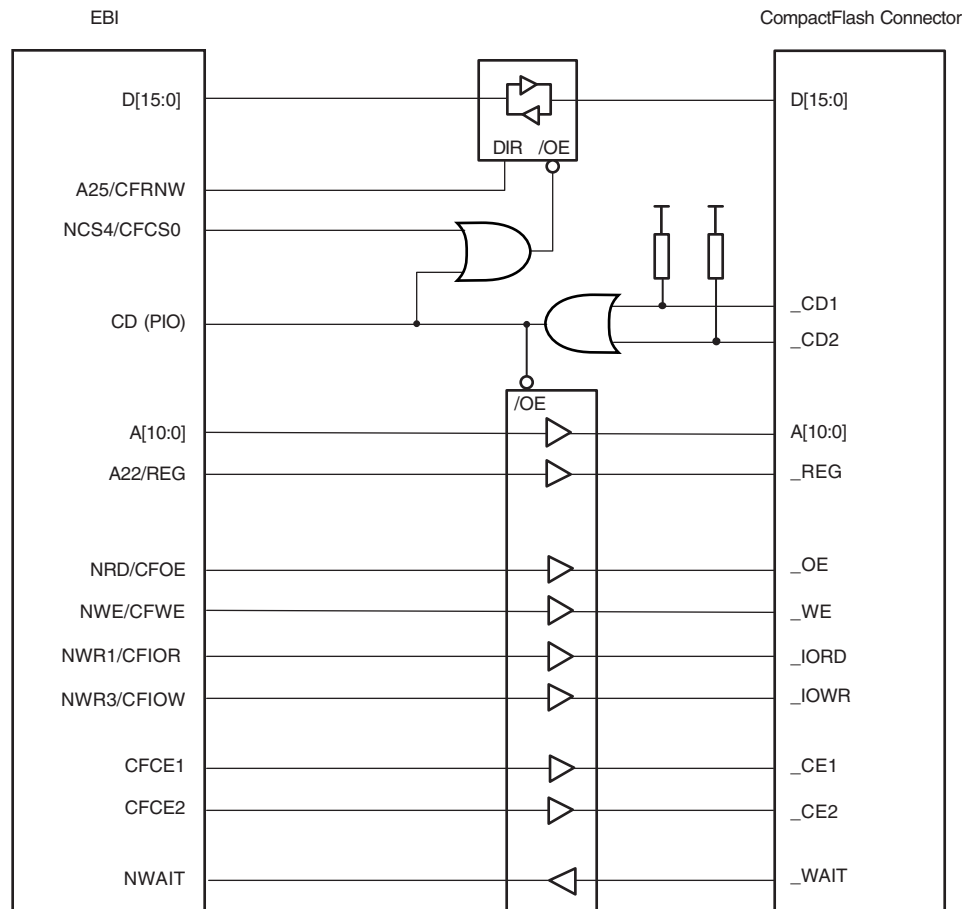 EBI CompactFlash Connector
D[15:0] D[15:0]
DIR /OE
A25/CFRNW
NCS4/CFCS0
_CD1
CD (PIO)
_CD2
/OE
A[10:0] A[10:0]
A22/REG _REG
NRD/CFOE _OE
NWE/CFWE _WE
NWR1/CFIOR _IORD
NWR3/CFIOW _IOWR
CFCE1 _CE1
CFCE2 _CE2
NWAIT _WAIT